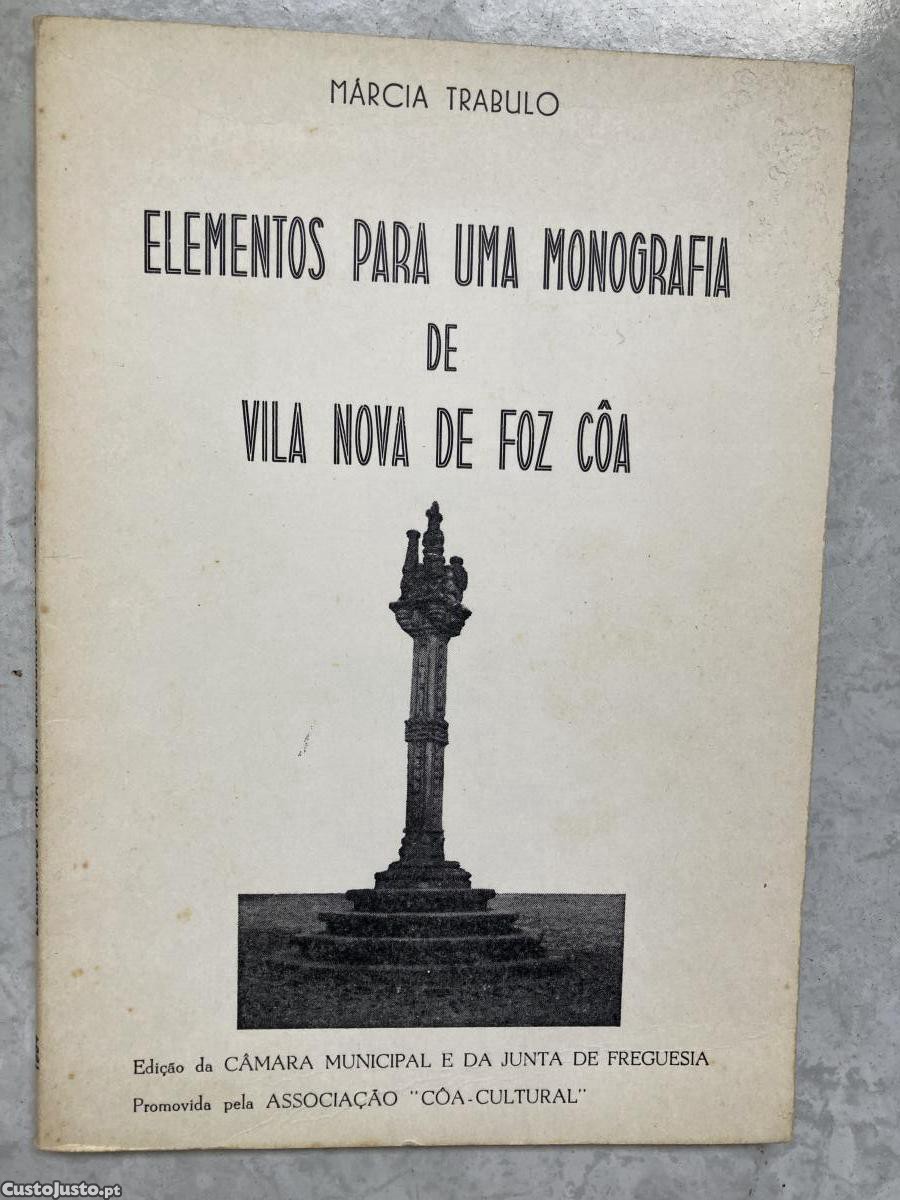 MÁRCIA TRABULO
ELEMENTOS PARA UMA MONOGRAFIA
DE
VILA NOVA DE FOZ CÔA
Edição da CÂMARA MUNICIPAL E DA JUNTA DE FREGUESIA
Promovida pela ASSOCIAÇÃO "CÔA-CULTURAL"
CustoJusto.pt